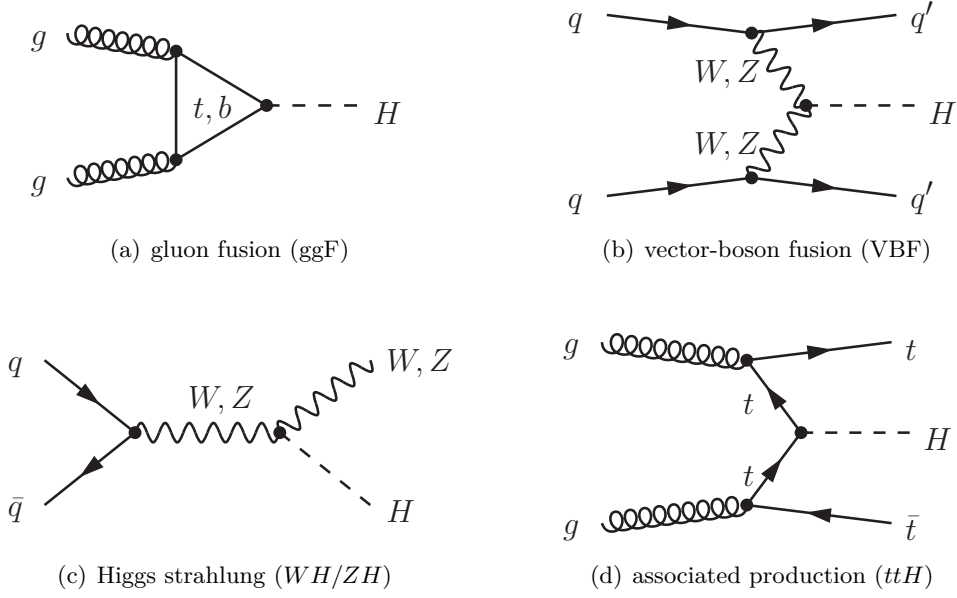 g
t, b
H
g
(a) gluon fusion (ggF)
q
q′
W, Z
H
W, Z
q
q′
(b) vector-boson fusion (VBF)
q
W, Z
W, Z
q̄
H
(c) Higgs strahlung (WH/ZH)
g
t
t
H
t
g
t̄
(d) associated production (ttH)